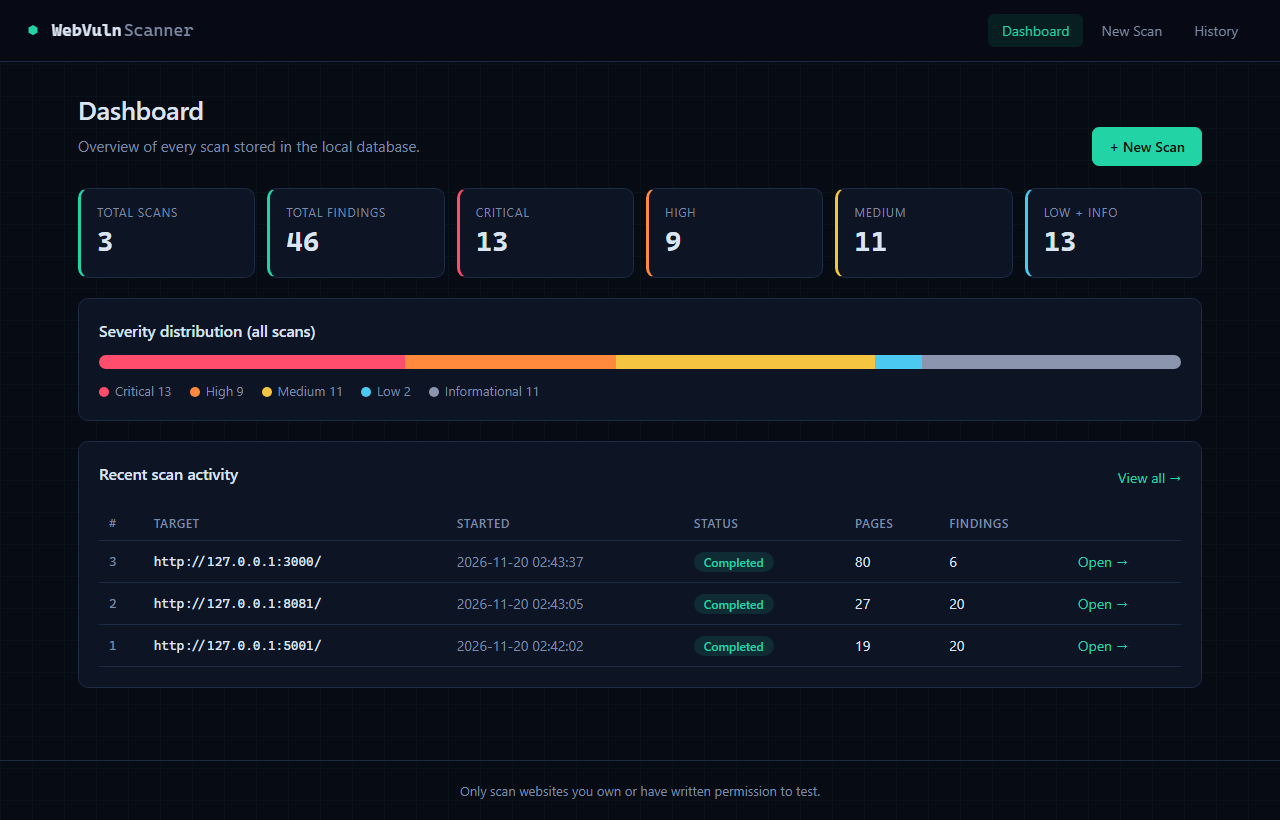 WebVulnScanner
Dashboard New Scan History
Dashboard
Overview of every scan stored in the local database.
+ New Scan
TOTAL SCANS
3
TOTAL FINDINGS
46
CRITICAL
13
HIGH
9
MEDIUM
11
LOW + INFO
13
Severity distribution (all scans)
Critical 13 High 9 Medium 11 Low 2 Informational 11
Recent scan activity
View all →
# TARGET STARTED STATUS PAGES FINDINGS
3 http://127.0.0.1:3000/ 2026-11-20 02:43:37 Completed 80 6 Open →
2 http://127.0.0.1:8081/ 2026-11-20 02:43:05 Completed 27 20 Open →
1 http://127.0.0.1:5001/ 2026-11-20 02:42:02 Completed 19 20 Open →
Only scan websites you own or have written permission to test.